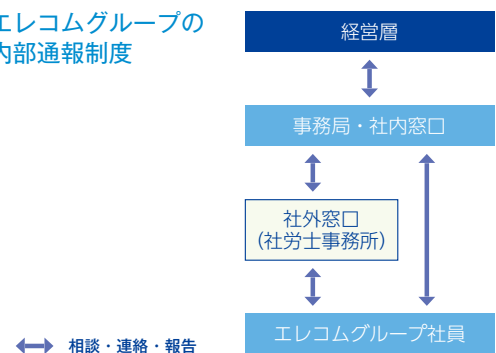 エレコムグループの
内部通報制度
経営層
事務局・社内窓口
社外窓口
(社労士事務所)
エレコムグループ社員
相談・連絡・報告